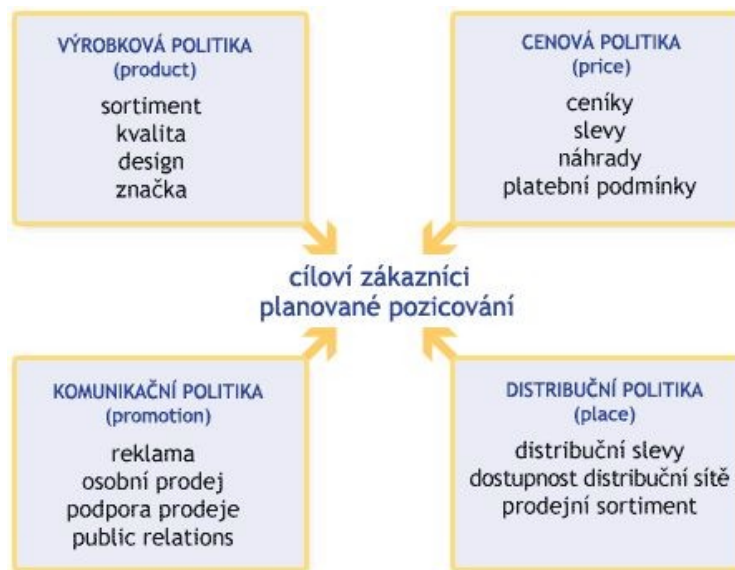 VÝROBKOVÁ POLITIKA
(product)
sortiment
kvalita
design
značka
CENOVÁ POLITIKA
(price)
ceníky
slevy
náhrady
platební podmínky
cíloví zákazníci
planované pozicování
KOMUNIKAČNÍ POLITIKA
(promotion)
reklama
osobní prodej
podpora prodeje
public relations
DISTRIBUČNÍ POLITIKA
(place)
distribuční slevy
dostupnost distribuční sítě
prodejní sortiment